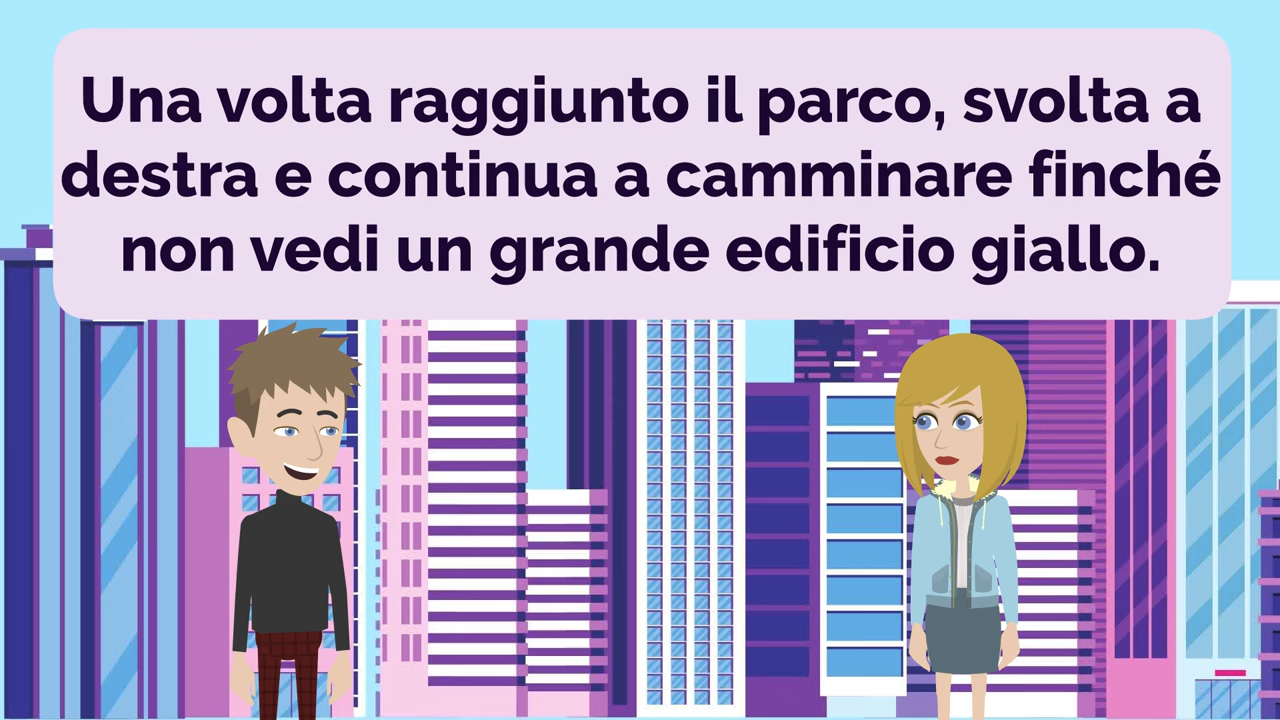 Una volta raggiunto il parco, svolta a
destra e continua a camminare finché
non vedi un grande edificio giallo.